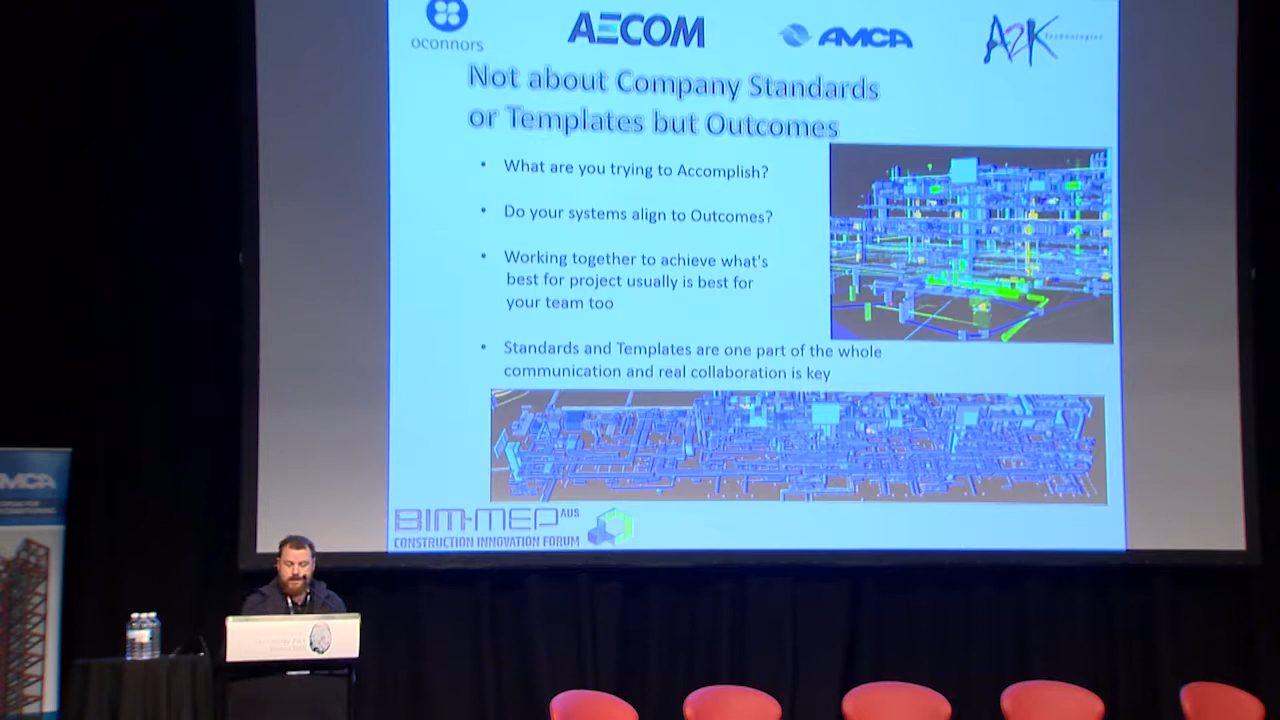 oconnors
AECOM
AMCA
A2K
Technologies
Not about Company Standards
or Templates but Outcomes
• What are you trying to Accomplish?
• Do your systems align to Outcomes?
• Working together to achieve what's
best for project usually is best for
your team too
• Standards and Templates are one part of the whole
communication and real collaboration is key
BIM-MEP AUS
CONSTRUCTION INNOVATION FORUM
AMCA